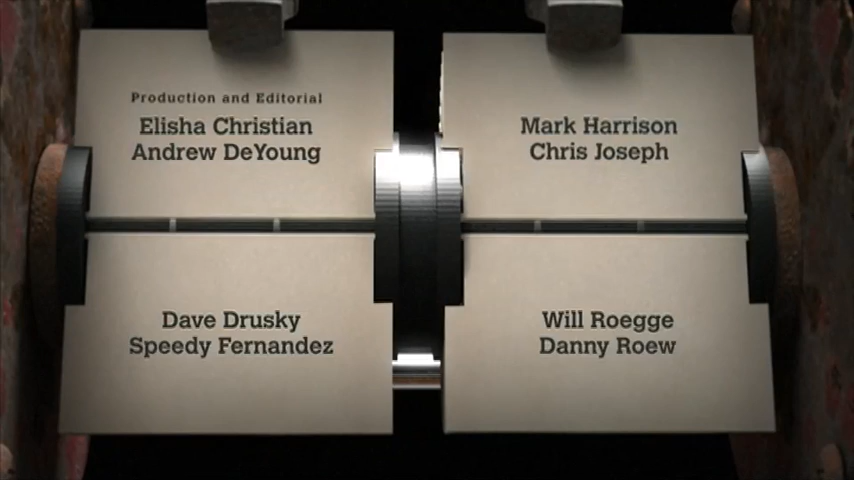 Production and Editorial
Elisha Christian
Andrew DeYoung
Dave Drusky
Speedy Fernandez
Mark Harrison
Chris Joseph
Will Roegge
Danny Roew